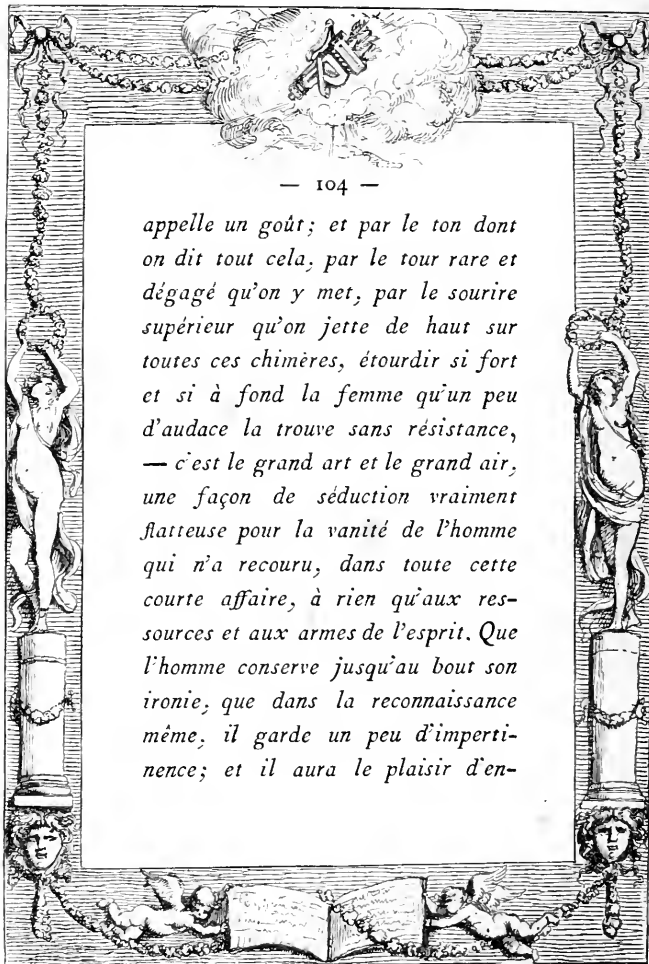 — 104 —
appelle un goût; et par le ton dont
on dit tout cela, par le tour rare et
dégagé qu'on y met, par le sourire
supérieur qu'on jette de haut sur
toutes ces chimères, étourdir si fort
et si à fond la femme qu'un peu
d'audace la trouve sans résistance,
— c'est le grand art et le grand air,
une façon de séduction vraiment
flatteuse pour la vanité de l'homme
qui n'a recouru, dans toute cette
courte affaire, à rien qu'aux res-
sources et aux armes de l'esprit. Que
l'homme conserve jusqu'au bout son
ironie, que dans la reconnaissance
même, il garde un peu d'imperti-
nence; et il aura le plaisir d'en-